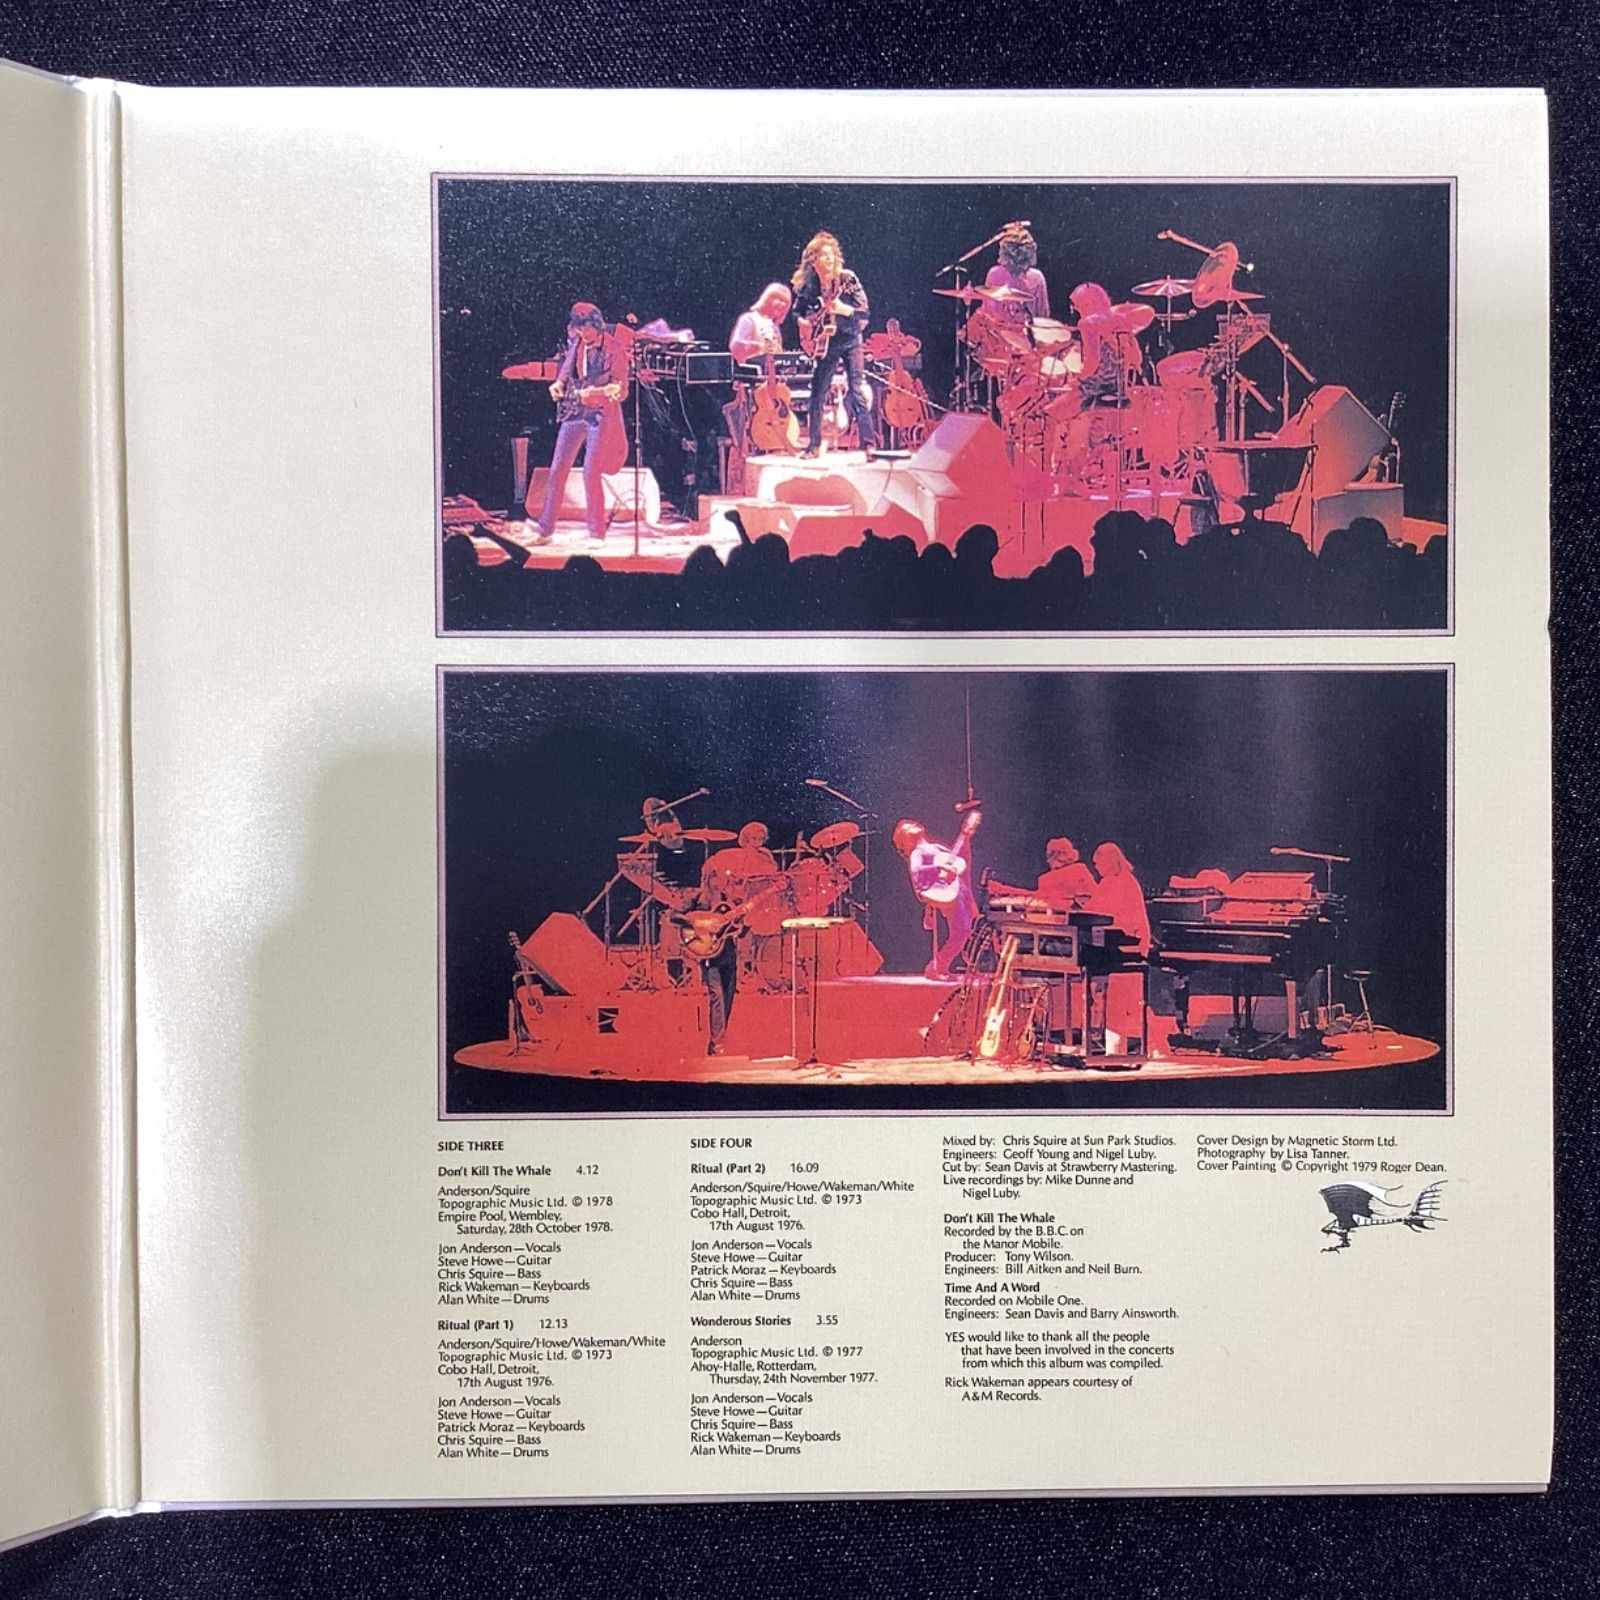 SIDE THREE
Don't Kill The Whale 4.12
Anderson/Squire
Topographic Music Ltd. © 1978
Empire Pool, Wembley,
Saturday, 28th October 1978.
Jon Anderson—Vocals
Steve Howe—Guitar
Chris Squire—Bass
Rick Wakeman—Keyboards
Alan White—Drums
Ritual (Part 1) 12.13
Anderson/Squire/Howe/Wakeman/White
Topographic Music Ltd. © 1973
Cobo Hall, Detroit,
17th August 1976.
Jon Anderson—Vocals
Steve Howe—Guitar
Patrick Moraz—Keyboards
Chris Squire—Bass
Alan White—Drums
SIDE FOUR
Ritual (Part 2) 16.09
Anderson/Squire/Howe/Wakeman/White
Topographic Music Ltd. © 1973
Cobo Hall, Detroit,
17th August 1976.
Jon Anderson—Vocals
Steve Howe—Guitar
Patrick Moraz—Keyboards
Chris Squire—Bass
Alan White—Drums
Wonderous Stories 3.55
Anderson
Topographic Music Ltd. © 1977
Ahoy-Halle, Rotterdam,
Thursday, 24th November 1977.
Jon Anderson—Vocals
Steve Howe—Guitar
Chris Squire—Bass
Rick Wakeman—Keyboards
Alan White—Drums
Mixed by: Chris Squire at Sun Park Studios.
Engineers: Geoff Young and Nigel Luby.
Cut by: Sean Davis at Strawberry Mastering.
Live recordings by: Mike Dunne and
Nigel Luby.
Don't Kill The Whale
Recorded by the B.B.C. on
the Manor Mobile.
Producer: Tony Wilson.
Engineers: Bill Aitken and Neil Burn.
Time And A Word
Recorded on Mobile One.
Engineers: Sean Davis and Barry Ainsworth.
YES would like to thank all the people
that have been involved in the concerts
from which this album was compiled.
Rick Wakeman appears courtesy of
A&M Records.
Cover Design by Magnetic Storm Ltd.
Photography by Lisa Tanner.
Cover Painting © Copyright 1979 Roger Dean.